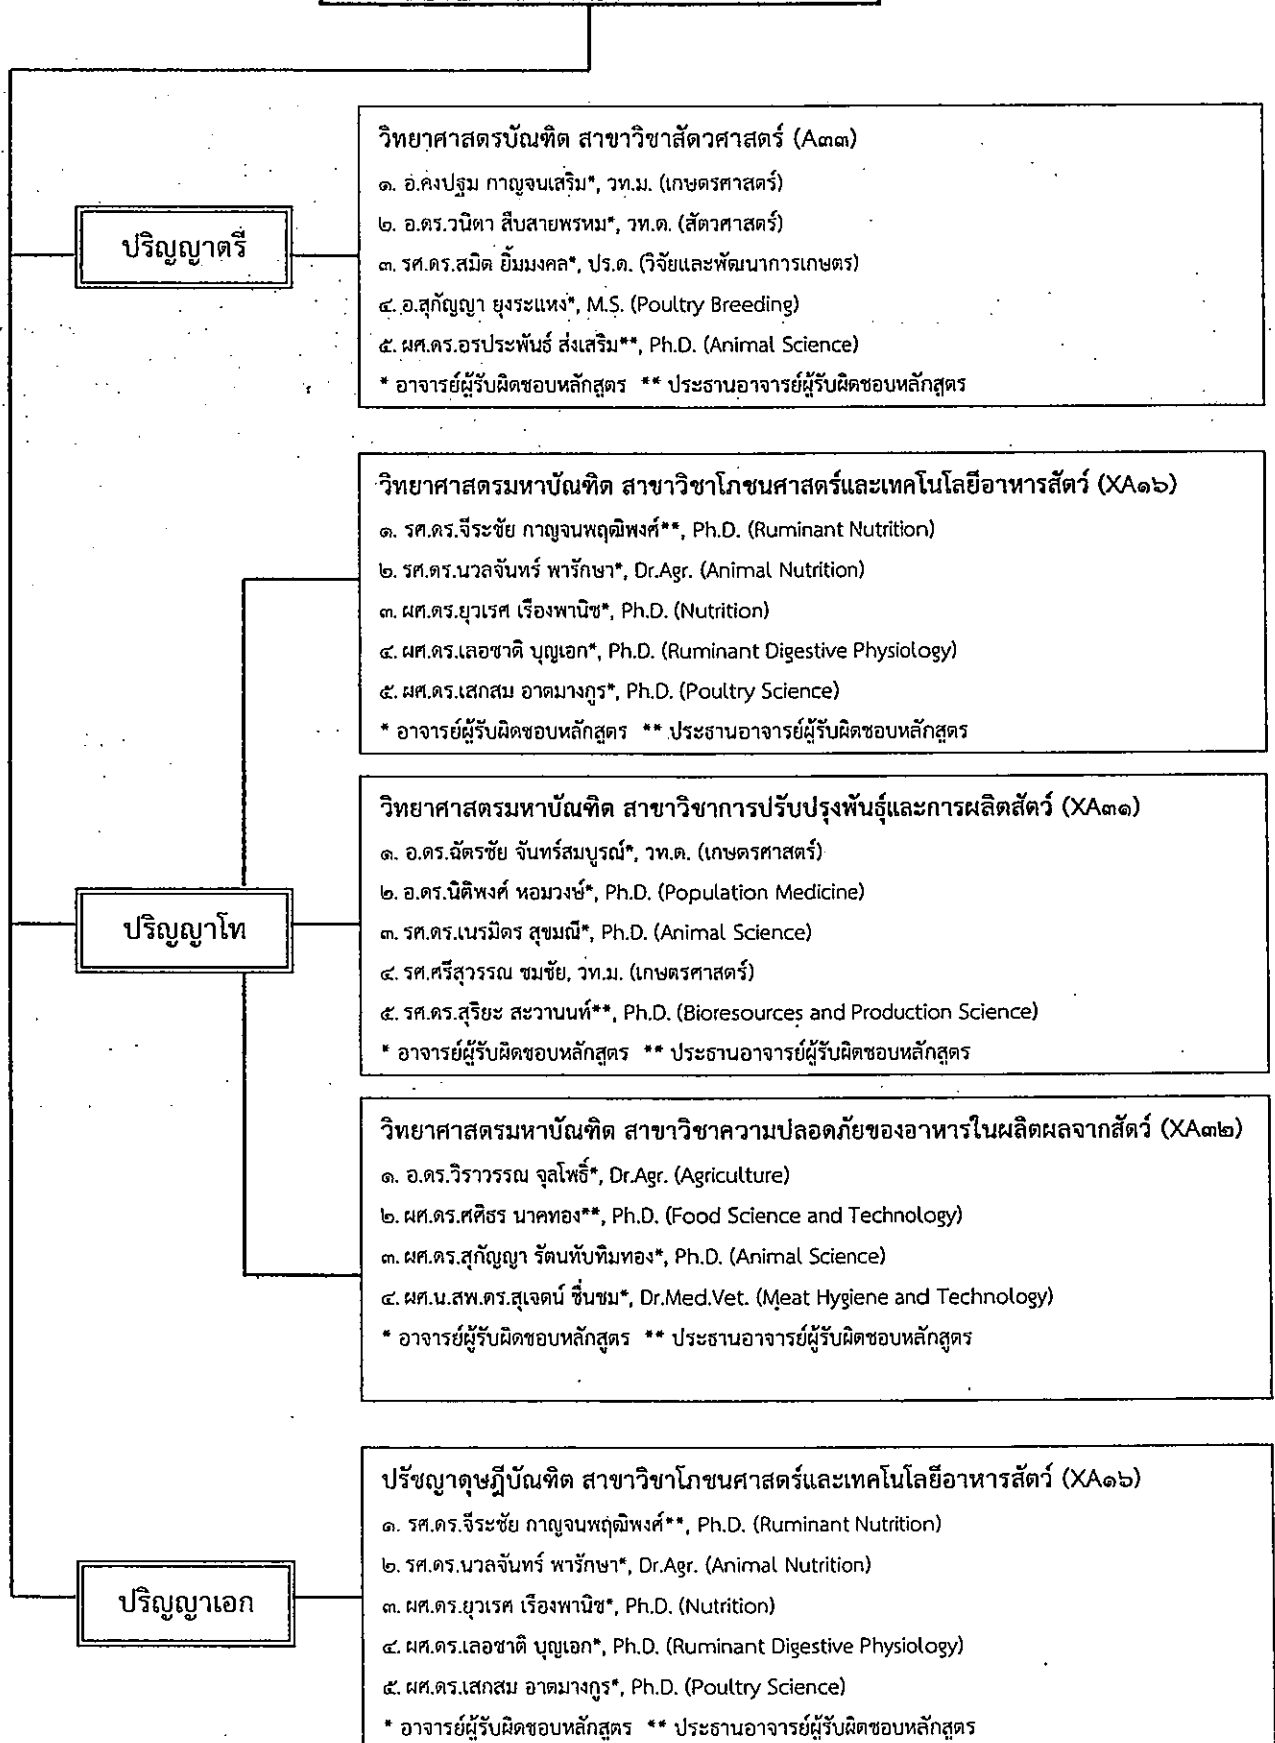 ปริญญาตรี
วิทยาศาสตรบัณฑิต สาขาวิชาสัตวศาสตร์ (A๓๓)
๑. อ.คงปฐม กาญจนเสริม*, วท.ม. (เกษตรศาสตร์)
๒. อ.ดร.วนิดา สืบสายพรหม*, วท.ด. (สัตวศาสตร์)
๓. รศ.ดร.สมิต ยิ้มมงคล*, ปร.ด. (วิจัยและพัฒนาการเกษตร)
๔. อ.สุกัญญา ยุงระแหง*, M.S. (Poultry Breeding)
๕. ผศ.ดร.อรประพันธ์ ส่งเสริม**, Ph.D. (Animal Science)
* อาจารย์ผู้รับผิดชอบหลักสูตร ** ประธานอาจารย์ผู้รับผิดชอบหลักสูตร
ปริญญาโท
วิทยาศาสตรมหาบัณฑิต สาขาวิชาโภชนศาสตร์และเทคโนโลยีอาหารสัตว์ (XA๑๖)
๑. รศ.ดร.จีระชัย กาญจนพฤฒิพงศ์**, Ph.D. (Ruminant Nutrition)
๒. รศ.ดร.นวลจันทร์ พารักษา*, Dr.Agr. (Animal Nutrition)
๓. ผศ.ดร.ยุวเรศ เรืองพานิช*, Ph.D. (Nutrition)
๔. ผศ.ดร.เลอชาติ บุญเอก*, Ph.D. (Ruminant Digestive Physiology)
๕. ผศ.ดร.เสกสม อาตมางกูร*, Ph.D. (Poultry Science)
* อาจารย์ผู้รับผิดชอบหลักสูตร ** ประธานอาจารย์ผู้รับผิดชอบหลักสูตร
วิทยาศาสตรมหาบัณฑิต สาขาวิชาการปรับปรุงพันธุ์และการผลิตสัตว์ (XA๓๑)
๑. อ.ดร.ฉัตรชัย จันทร์สมบูรณ์*, วท.ด. (เกษตรศาสตร์)
๒. อ.ดร.นิติพงศ์ หอมวงษ์*, Ph.D. (Population Medicine)
๓. รศ.ดร.เนรมิตร สุขมณี*, Ph.D. (Animal Science)
๔. รศ.ศรีสุวรรณ ชมชัย, วท.ม. (เกษตรศาสตร์)
๕. รศ.ดร.สุริยะ สะวานนท์**, Ph.D. (Bioresources and Production Science)
* อาจารย์ผู้รับผิดชอบหลักสูตร ** ประธานอาจารย์ผู้รับผิดชอบหลักสูตร
วิทยาศาสตรมหาบัณฑิต สาขาวิชาความปลอดภัยของอาหารในผลิตผลจากสัตว์ (XA๓๒)
๑. อ.ดร.วิราวรรณ จุลโพธิ์*, Dr.Agr. (Agriculture)
๒. ผศ.ดร.ศศิธร นาคทอง**, Ph.D. (Food Science and Technology)
๓. ผศ.ดร.สุกัญญา รัตนทับทิมทอง*, Ph.D. (Animal Science)
๔. ผศ.น.สพ.ดร.สุเจตน์ ชื่นชม*, Dr.Med.Vet. (Meat Hygiene and Technology)
* อาจารย์ผู้รับผิดชอบหลักสูตร ** ประธานอาจารย์ผู้รับผิดชอบหลักสูตร
ปริญญาเอก
ปรัชญาดุษฎีบัณฑิต สาขาวิชาโภชนศาสตร์และเทคโนโลยีอาหารสัตว์ (XA๑๖)
๑. รศ.ดร.จีระชัย กาญจนพฤฒิพงศ์**, Ph.D. (Ruminant Nutrition)
๒. รศ.ดร.นวลจันทร์ พารักษา*, Dr.Agr. (Animal Nutrition)
๓. ผศ.ดร.ยุวเรศ เรืองพานิช*, Ph.D. (Nutrition)
๔. ผศ.ดร.เลอชาติ บุญเอก*, Ph.D. (Ruminant Digestive Physiology)
๕. ผศ.ดร.เสกสม อาตมางกูร*, Ph.D. (Poultry Science)
* อาจารย์ผู้รับผิดชอบหลักสูตร ** ประธานอาจารย์ผู้รับผิดชอบหลักสูตร